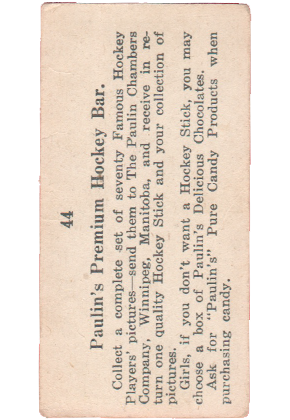 44
Paulin's Premium Hockey Bar.
Collect a complete set of seventy Famous Hockey
Players' pictures—send them to The Paulin Chambers
Company, Winnipeg, Manitoba, and receive in re-
turn one quality Hockey Stick and your collection of
pictures.
Girls, if you don't want a Hockey Stick, you may
choose a box of Paulin's Delicious Chocolates.
Ask for "Paulin's" Pure Candy Products when
purchasing candy.